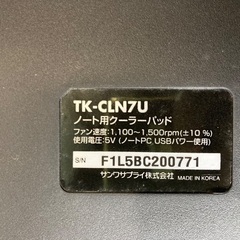 TK-CLN7U
ノート用クーラーパッド
ファン速度:1,100~1,500rpm(±10%)
使用電圧:5V(ノートPC USBパワー使用)
S/N F1L5BC200771
サンワサプライ株式会社 MADE IN KOREA